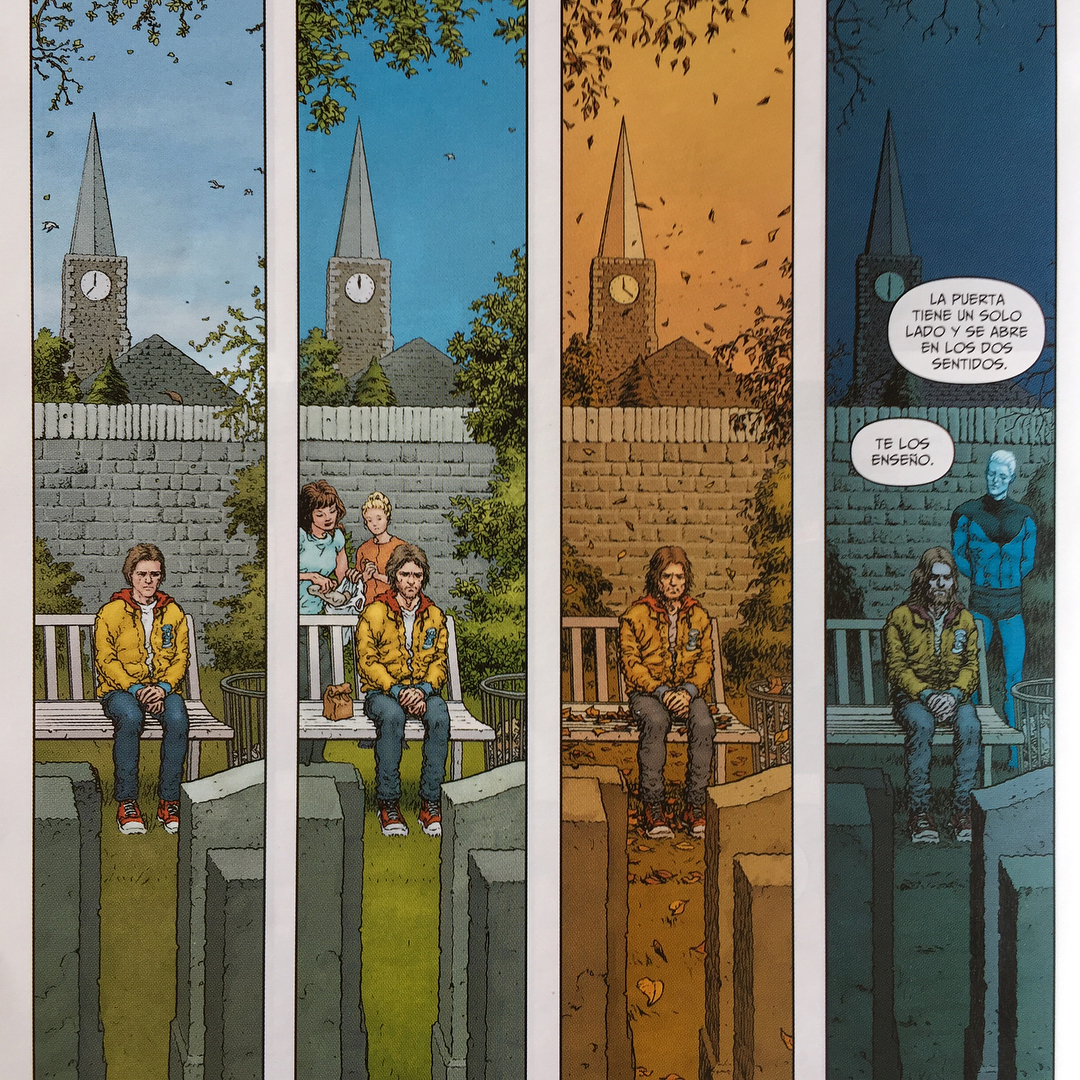 LA PUERTA
TIENE UN SOLO
LADO Y SE ABRE
EN LOS DOS
SENTIDOS.
TE LOS
ENSEÑO.